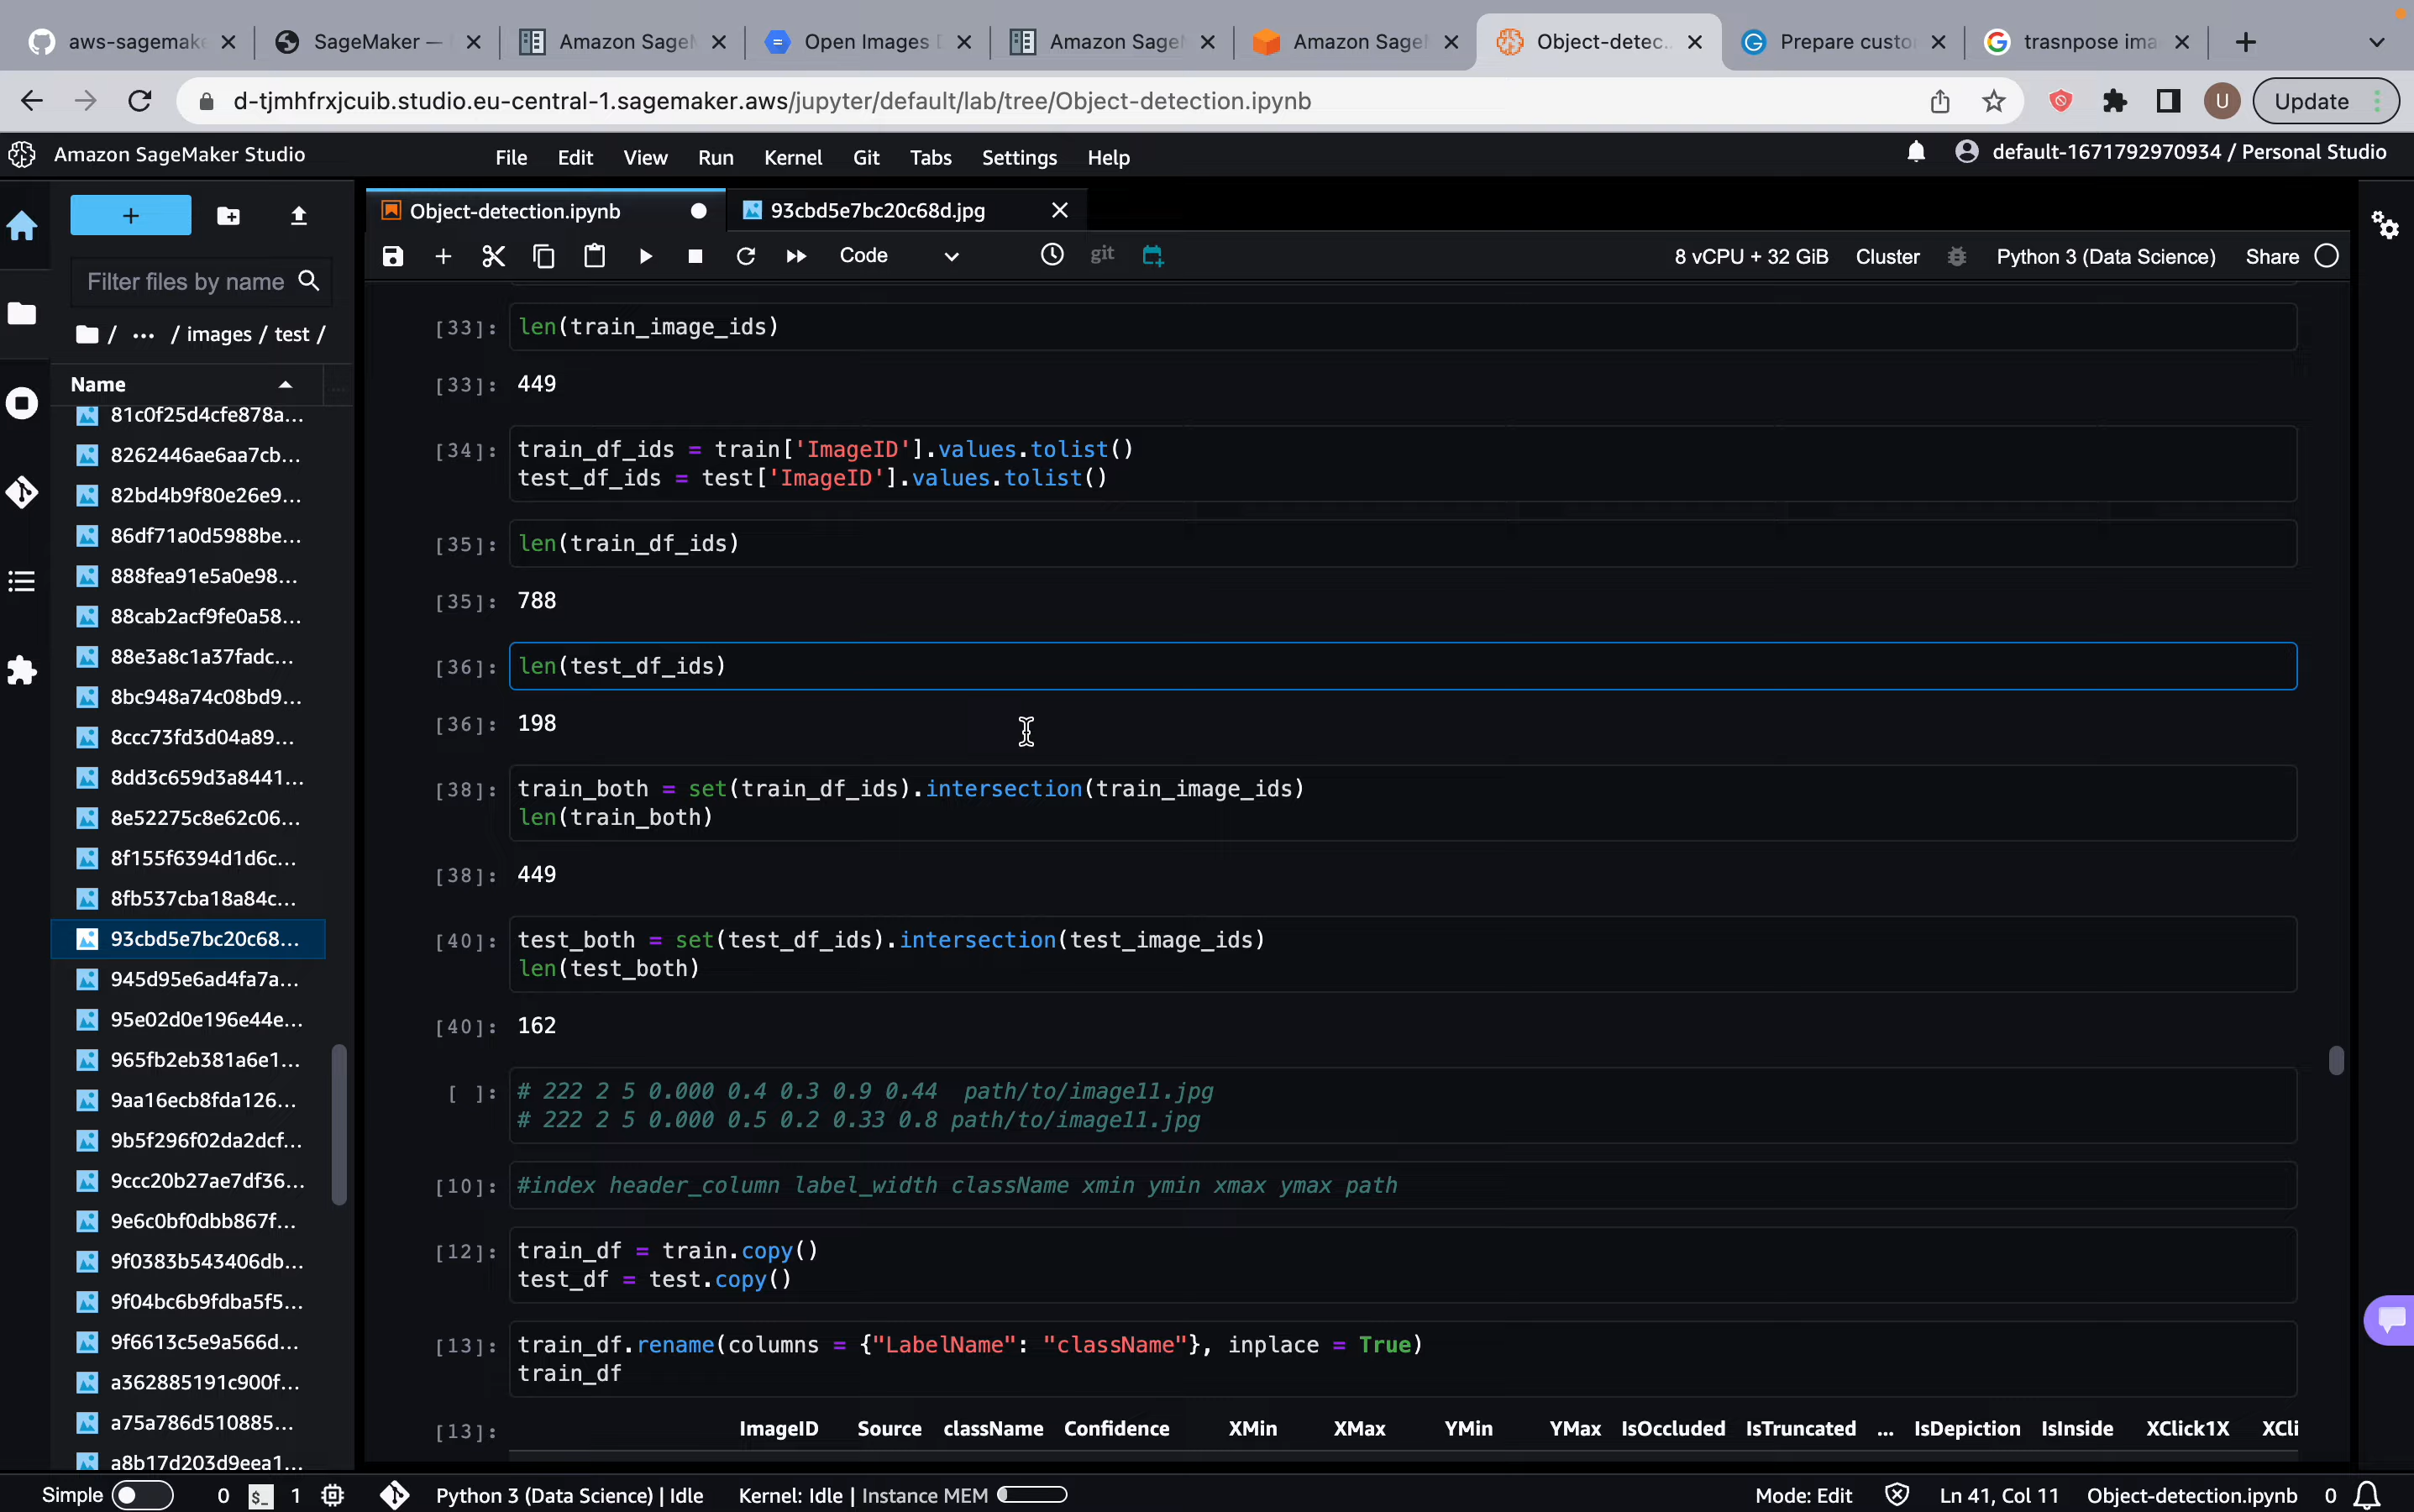 aws-sagemak
SageMaker —
Amazon SageM
Open Images D
Amazon SageM
Amazon SageM
Object-detec...
Prepare custo
trasnpose ima
d-tjmhfrxjcuib.studio.eu-central-1.sagemaker.aws/jupyter/default/lab/tree/Object-detection.ipynb
U
Update
Amazon SageMaker Studio
File Edit View Run Kernel Git Tabs Settings Help
default-1671792970934 / Personal Studio
Object-detection.ipynb
93cbd5e7bc20c68d.jpg
Code
git
8 vCPU + 32 GiB
Cluster
Python 3 (Data Science)
Share
Filter files by name
/ ... / images / test /
Name
81c0f25d4cfe878a...
8262446ae6aa7cb...
82bd4b9f80e26e9...
86df71a0d5988be...
888fea91e5a0e98...
88cab2acf9fe0a58...
88e3a8c1a37fadc...
8bc948a74c08bd9...
8ccc73fd3d04a89...
8dd3c659d3a8441...
8e52275c8e62c06...
8f155f6394d1d6c...
8fb537cba18a84c...
93cbd5e7bc20c68...
945d95e6ad4fa7a...
95e02d0e196e44e...
965fb2eb381a6e1...
9aa16ecb8fda126...
9b5f296f02da2dcf...
9ccc20b27ae7df36...
9e6c0bf0dbb867f...
9f0383b543406db...
9f04bc6b9fdba5f5...
9f6613c5e9a566d...
a362885191c900f...
a75a786d510885...
a8b17d203d9eea1...
[33]: len(train_image_ids)
[33]: 449
[34]: train_df_ids = train['ImageID'].values.tolist()
test_df_ids = test['ImageID'].values.tolist()
[35]: len(train_df_ids)
[35]: 788
[36]: len(test_df_ids)
[36]: 198
[38]: train_both = set(train_df_ids).intersection(train_image_ids)
len(train_both)
[38]: 449
[40]: test_both = set(test_df_ids).intersection(test_image_ids)
len(test_both)
[40]: 162
[ ]: # 222 2 5 0.000 0.4 0.3 0.9 0.44  path/to/image11.jpg
# 222 2 5 0.000 0.5 0.2 0.33 0.8 path/to/image11.jpg
[10]: #index header_column label_width className xmin ymin xmax ymax path
[12]: train_df = train.copy()
test_df = test.copy()
[13]: train_df.rename(columns = {"LabelName": "className"}, inplace = True)
train_df
[13]: ImageID Source className Confidence XMin XMax YMin YMax IsOccluded IsTruncated ... IsDepiction IsInside XClick1X XCli
Simple 0 $_ 1 Python 3 (Data Science) | Idle Kernel: Idle | Instance MEM
Mode: Edit Ln 41, Col 11 Object-detection.ipynb 0